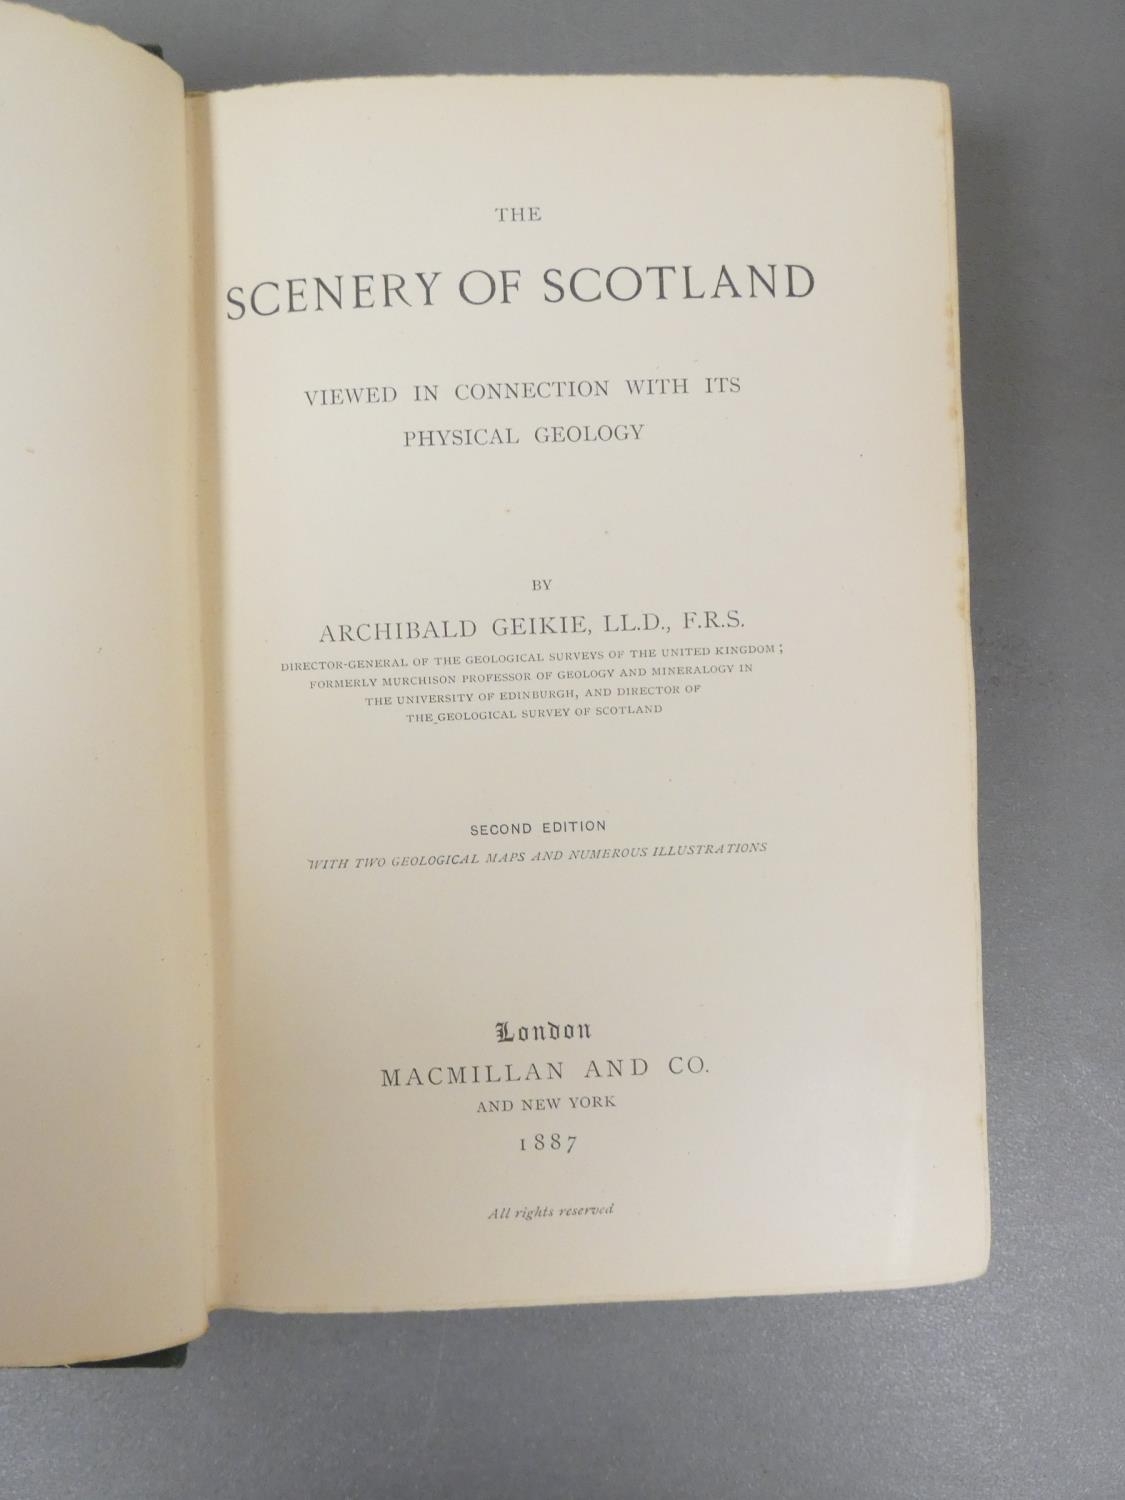 THE
SCENERY OF SCOTLAND
VIEWED IN CONNECTION WITH ITS
PHYSICAL GEOLOGY
BY
ARCHIBALD GEIKIE, LL.D., F.R.S.
DIRECTOR-GENERAL OF THE GEOLOGICAL SURVEYS OF THE UNITED KINGDOM;
FORMERLY MURCHISON PROFESSOR OF GEOLOGY AND MINERALOGY IN
THE UNIVERSITY OF EDINBURGH, AND DIRECTOR OF
THE GEOLOGICAL SURVEY OF SCOTLAND
SECOND EDITION
WITH TWO GEOLOGICAL MAPS AND NUMEROUS ILLUSTRATIONS
London
MACMILLAN AND CO.
AND NEW YORK
1887
All rights reserved